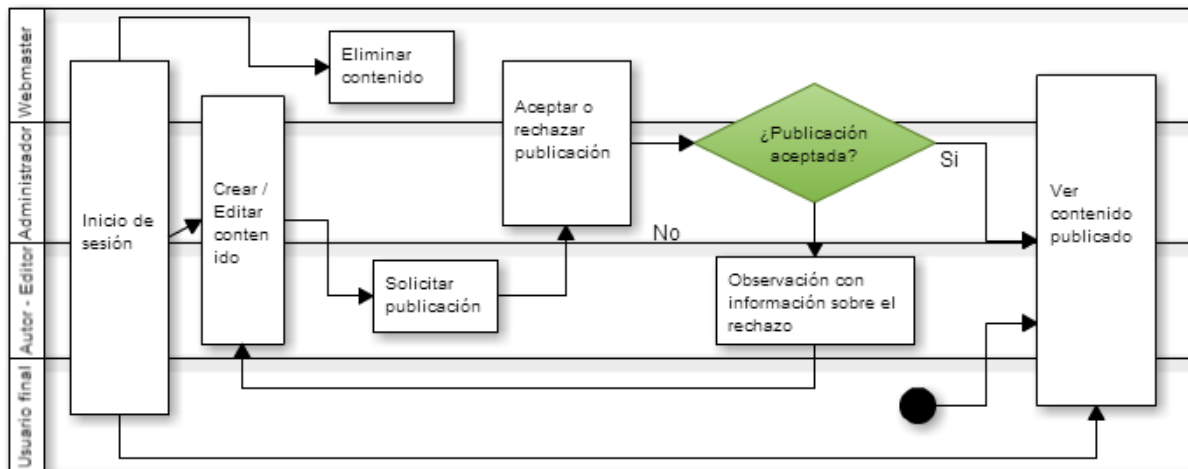 Webmaster
Administrador
Autor - Editor
Usuario final
Inicio de
sesión
Eliminar
contenido
Crear /
Editar
conten
ido
Solicitar
publicación
Aceptar o
rechazar
publicación
¿Publicación
aceptada?
Si
No
Observación con
información sobre el
rechazo
Ver
contenido
publicado